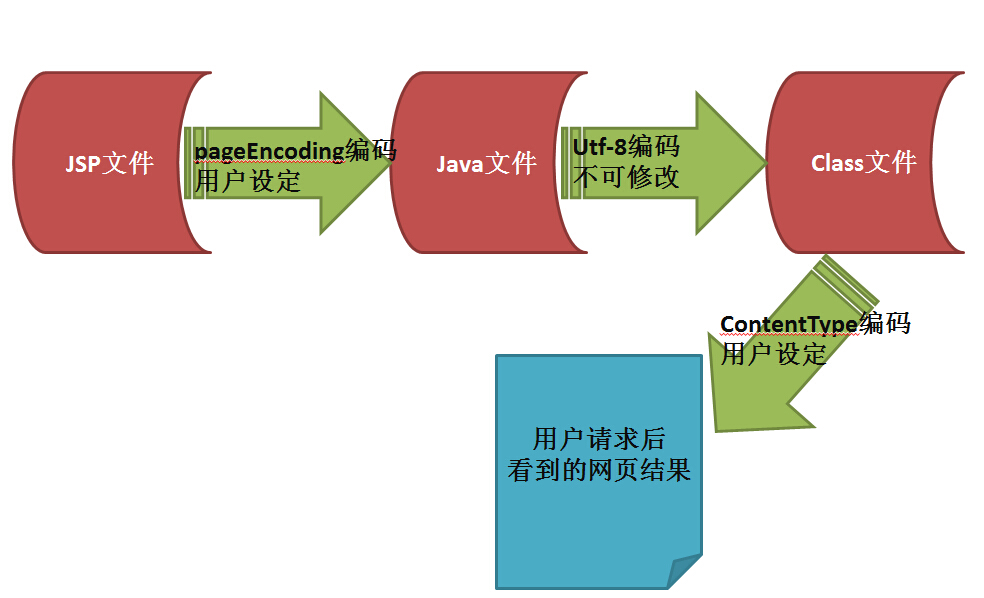 JSP文件
pageEncoding编码
用户设定
Java文件
Utf-8编码
不可修改
Class文件
ContentType编码
用户设定
用户请求后
看到的网页结果